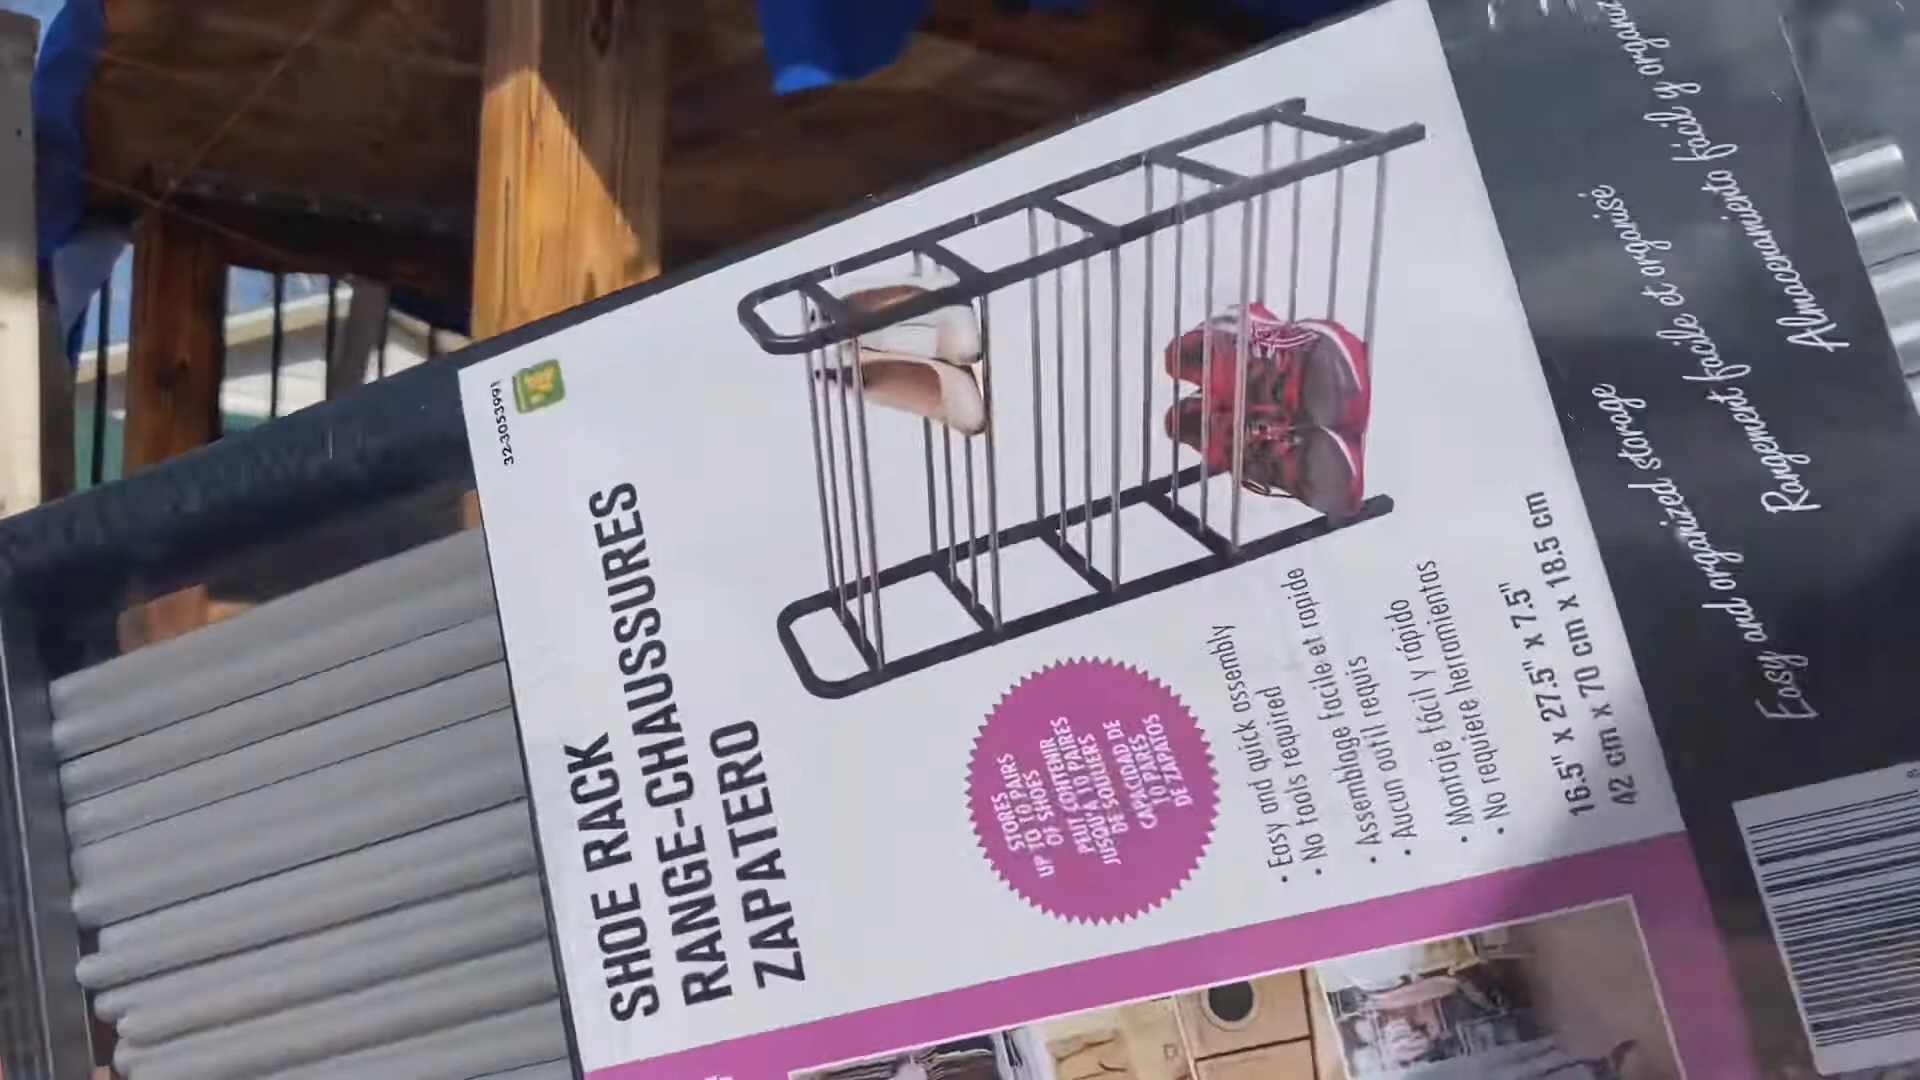 SHOE RACK
RANGE-CHAUSSURES
ZAPATERO
32-3053991
STORES
UP TO 10 PAIRS
OF SHOES
PEUT CONTENIR
JUSQU'À 10 PAIRES
DE SOULIERS
CAPACIDAD DE
10 PARES
DE ZAPATOS
• Easy and quick assembly
• No tools required
• Assemblage facile et rapide
• Aucun outil requis
• Montaje fácil y rápido
• No requiere herramientas
16.5" x 27.5" x 7.5"
42 cm x 70 cm x 18.5 cm
Easy and organized storage
Rangement facile et organisé
Almacenamiento fácil y